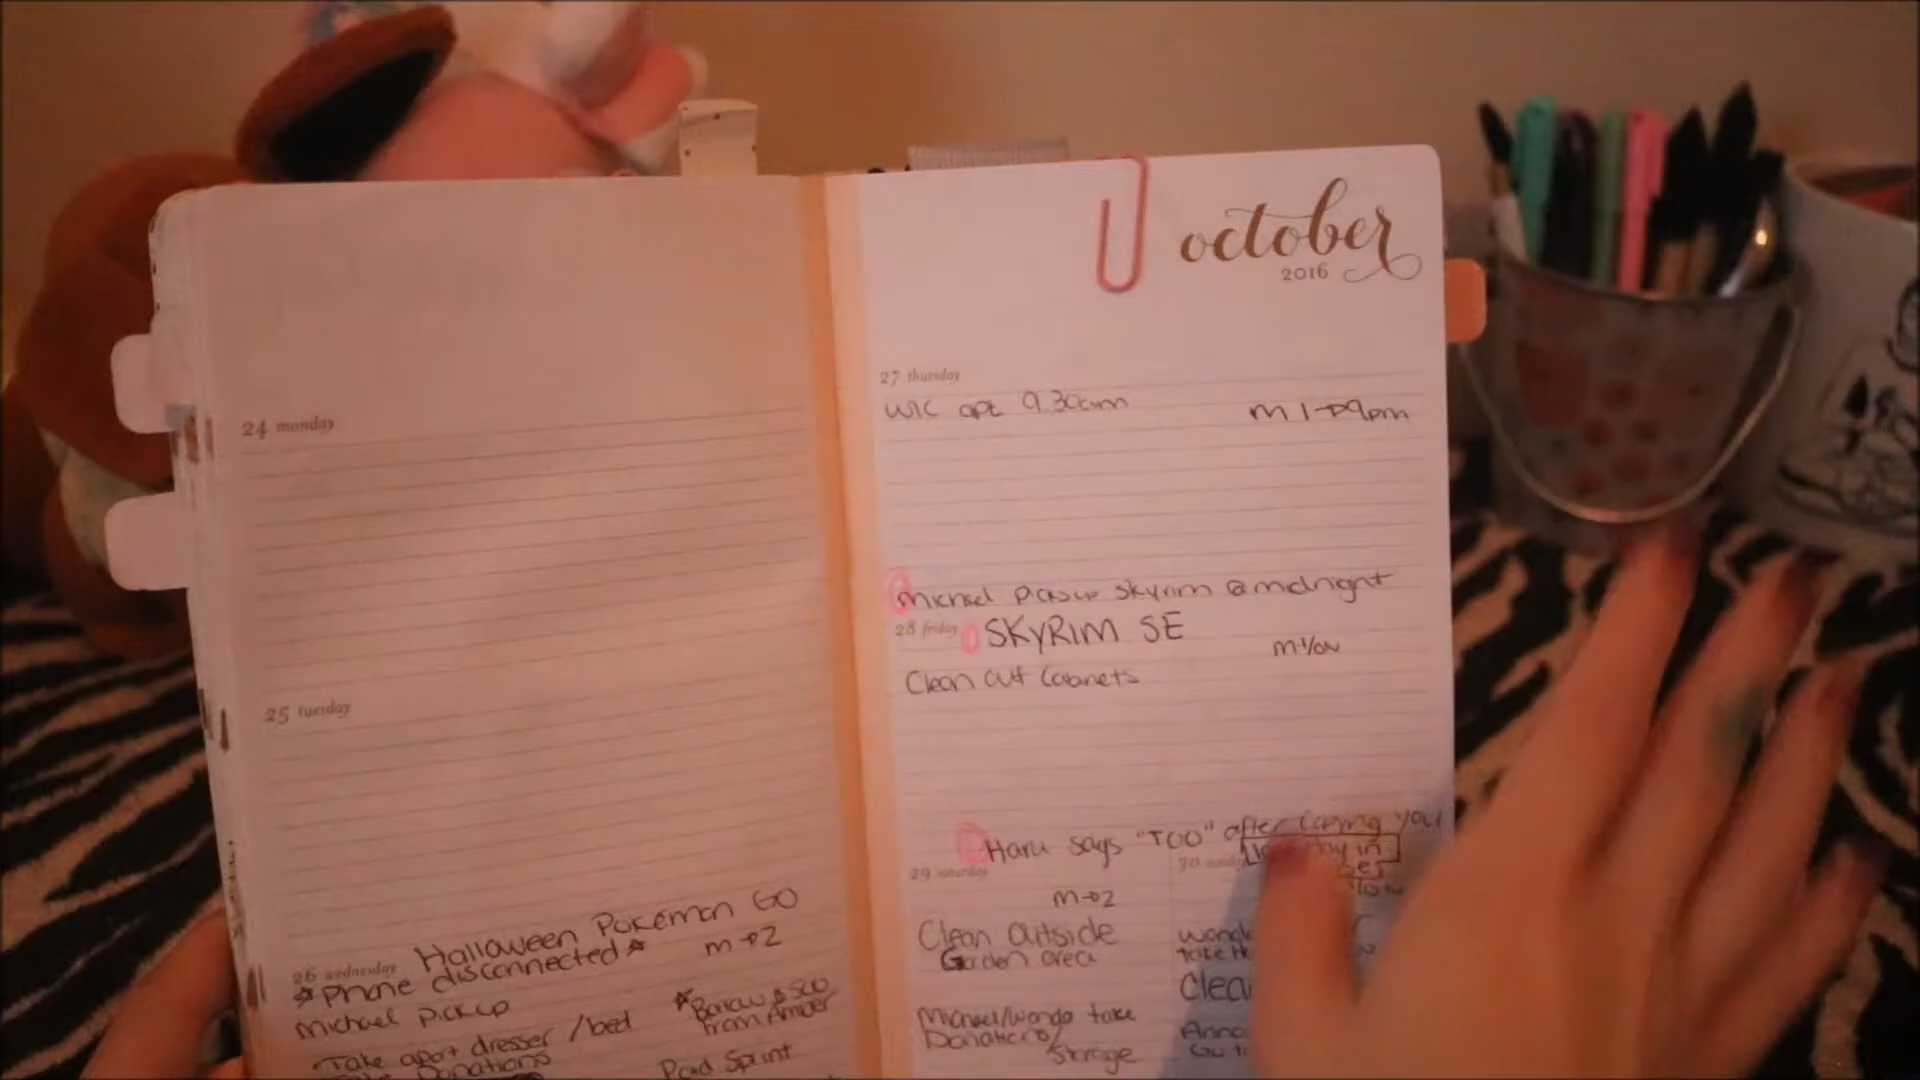 24 monday
25 tuesday
Halloween Pokemon GO
26 wednesday
* Phone disconnected *
m → 2
Michael pickup
* Borrow $500
from Amber
- Take apart dresser / bed
Donations
Paid Sprint
october
2016
27 thursday
WIC apt 9:30am
m 1→9pm
Michael pickup Skyrim @ midnight
28 friday
SKYRIM SE
Clean out Cabinets
Haru says "TOO" after copying you
day in
29 saturday
30
m→2
Clean Outside
Garden area
Michael/Wanda take
Donations/
Storage